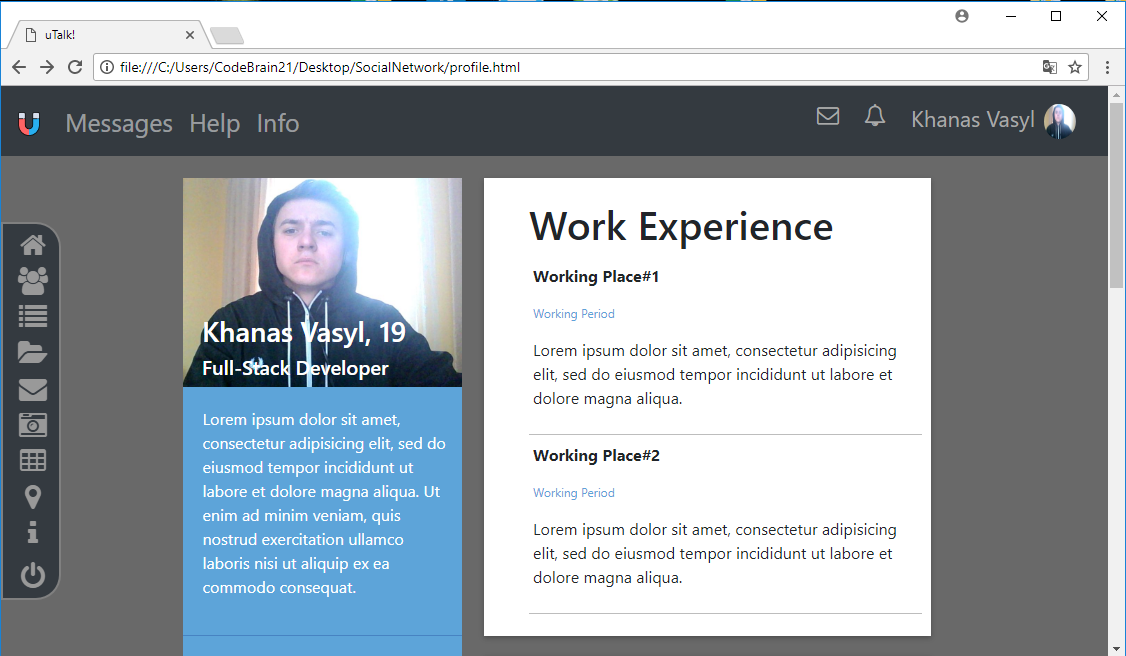 uTalk!
file:///C:/Users/CodeBrain21/Desktop/SocialNetwork/profile.html
Messages Help Info
Khanas Vasyl
Khanas Vasyl, 19
Full-Stack Developer
Lorem ipsum dolor sit amet,
consectetur adipisicing elit, sed do
eiusmod tempor incididunt ut
labore et dolore magna aliqua. Ut
enim ad minim veniam, quis
nostrud exercitation ullamco
laboris nisi ut aliquip ex ea
commodo consequat.
Work Experience
Working Place#1
Working Period
Lorem ipsum dolor sit amet, consectetur adipisicing
elit, sed do eiusmod tempor incididunt ut labore et
dolore magna aliqua.
Working Place#2
Working Period
Lorem ipsum dolor sit amet, consectetur adipisicing
elit, sed do eiusmod tempor incididunt ut labore et
dolore magna aliqua.